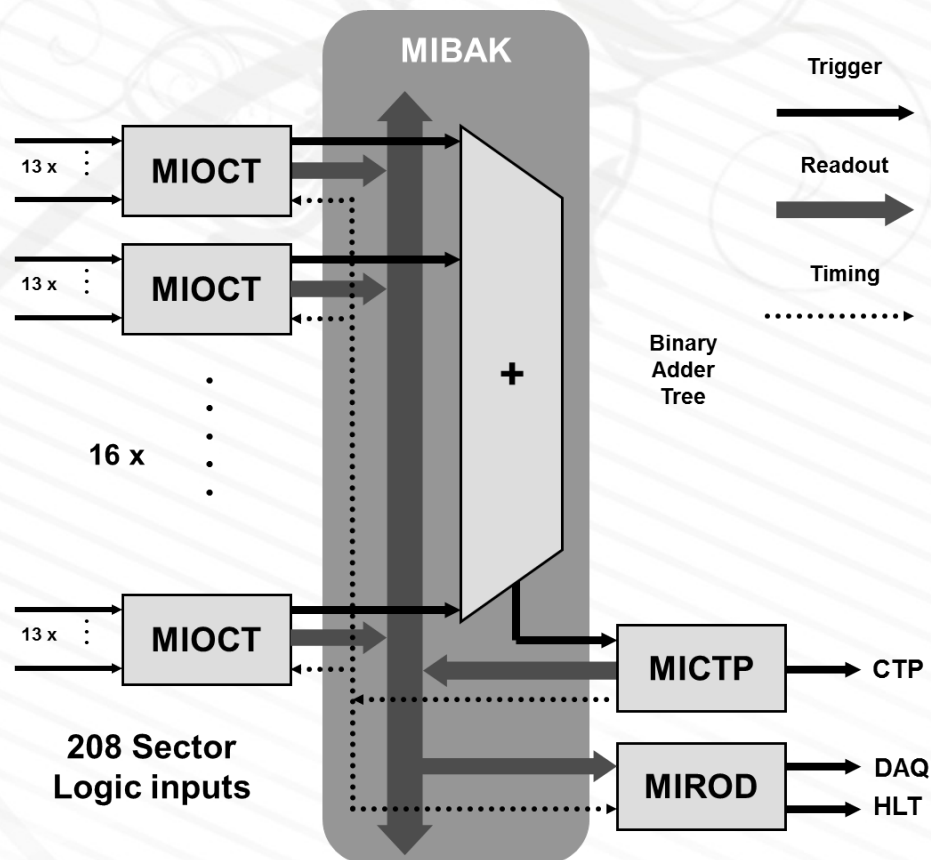 MIBAK
Trigger
Readout
Timing
Binary
Adder
Tree
13 x
MIOCT
13 x
MIOCT
+
16 x
13 x
MIOCT
208 Sector
Logic inputs
MICTP
CTP
MIROD
DAQ
HLT